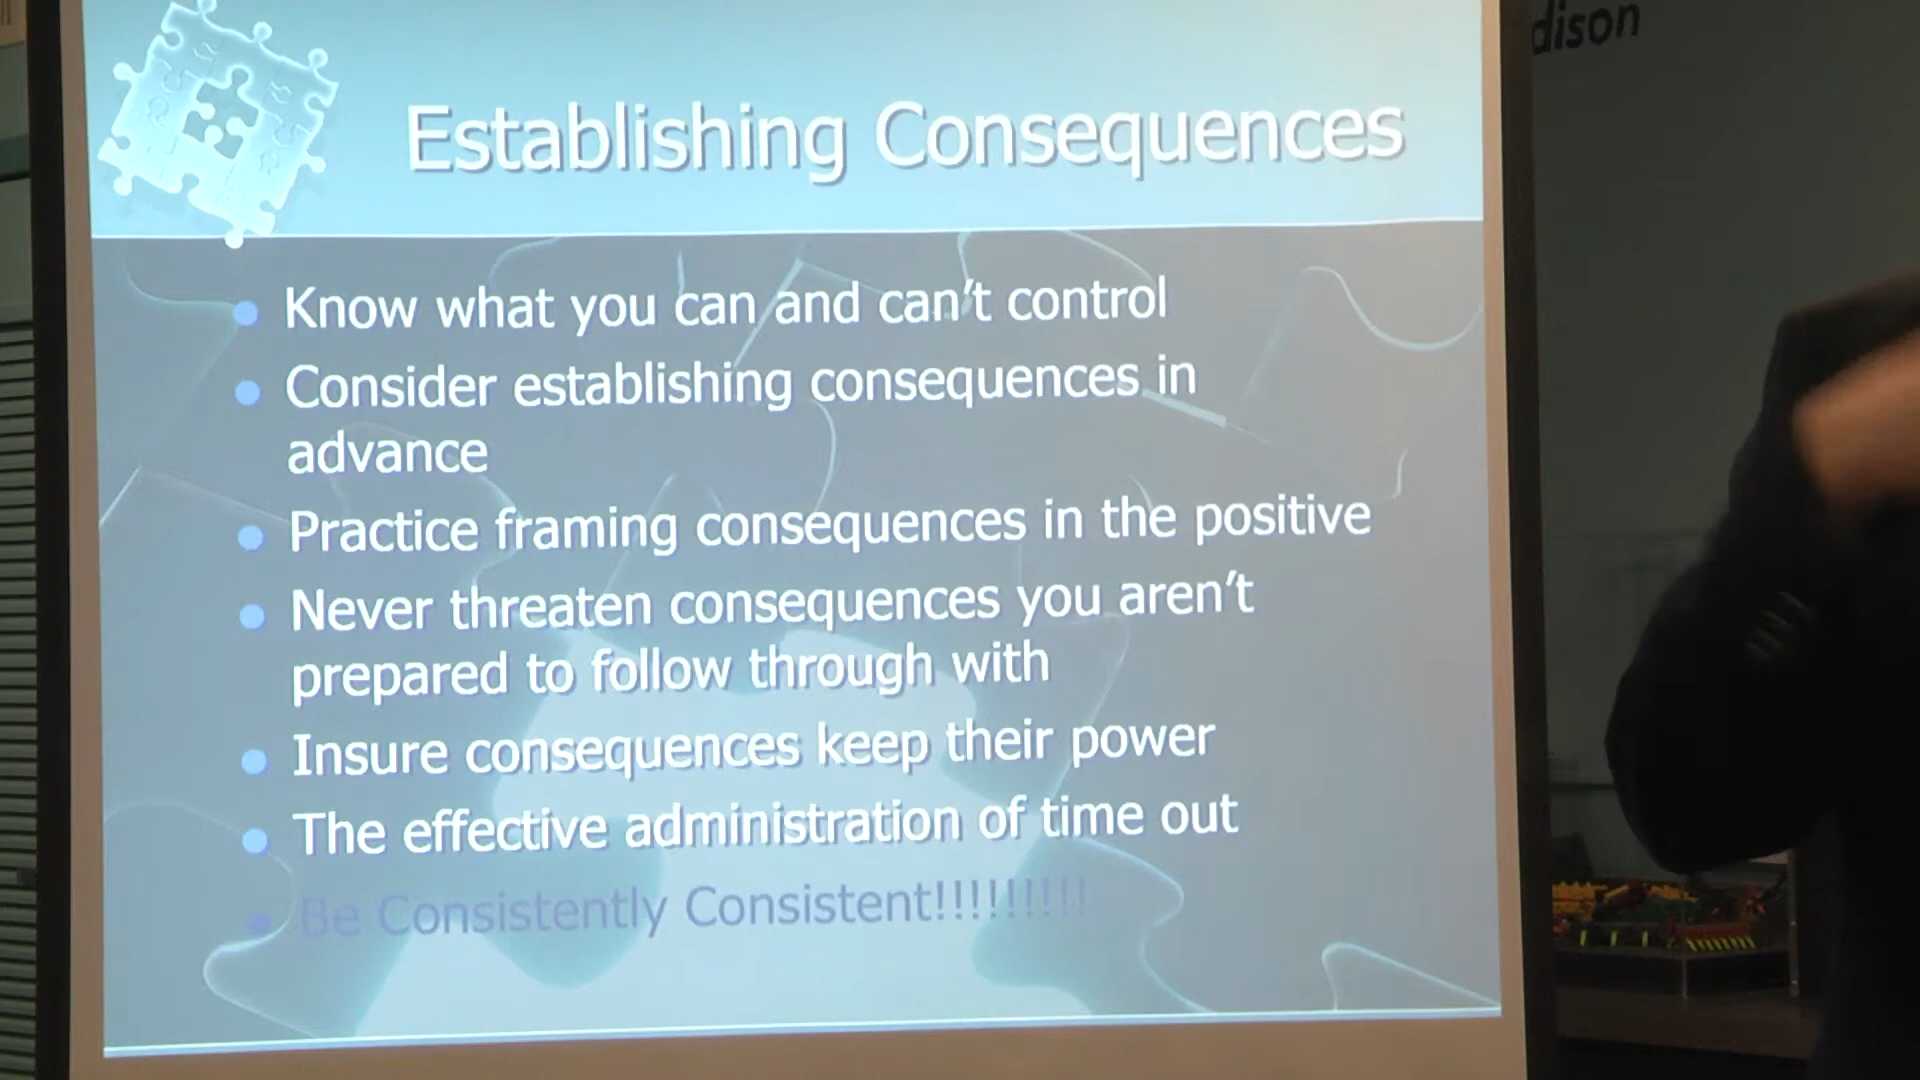 dison
Establishing Consequences
Know what you can and can't control
Consider establishing consequences in
advance
Practice framing consequences in the positive
Never threaten consequences you aren't
prepared to follow through with
Insure consequences keep their power
The effective administration of time out
Be Consistently Consistent!!!!!!!!!